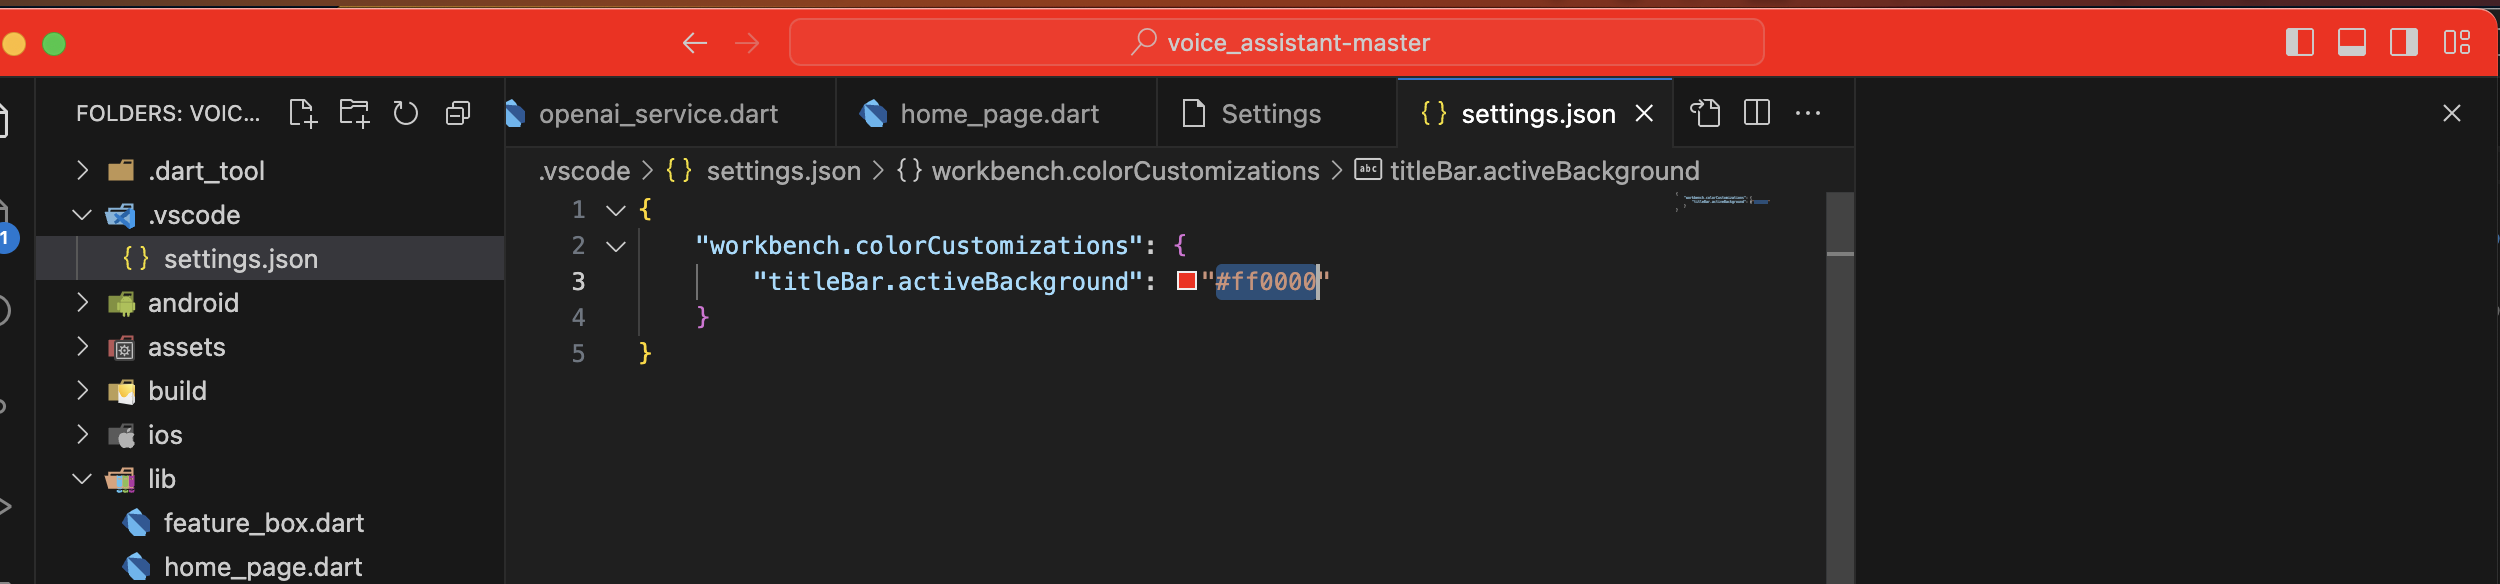 voice_assistant-master
FOLDERS: VOIC...
openai_service.dart
home_page.dart
Settings
{} settings.json
.vscode > {} settings.json > {} workbench.colorCustomizations > abc titleBar.activeBackground
.dart_tool
.vscode
{} settings.json
android
assets
build
ios
lib
feature_box.dart
home_page.dart
1
1 {
2 "workbench.colorCustomizations": {
3 "titleBar.activeBackground": "#ff0000"
4 }
5 }